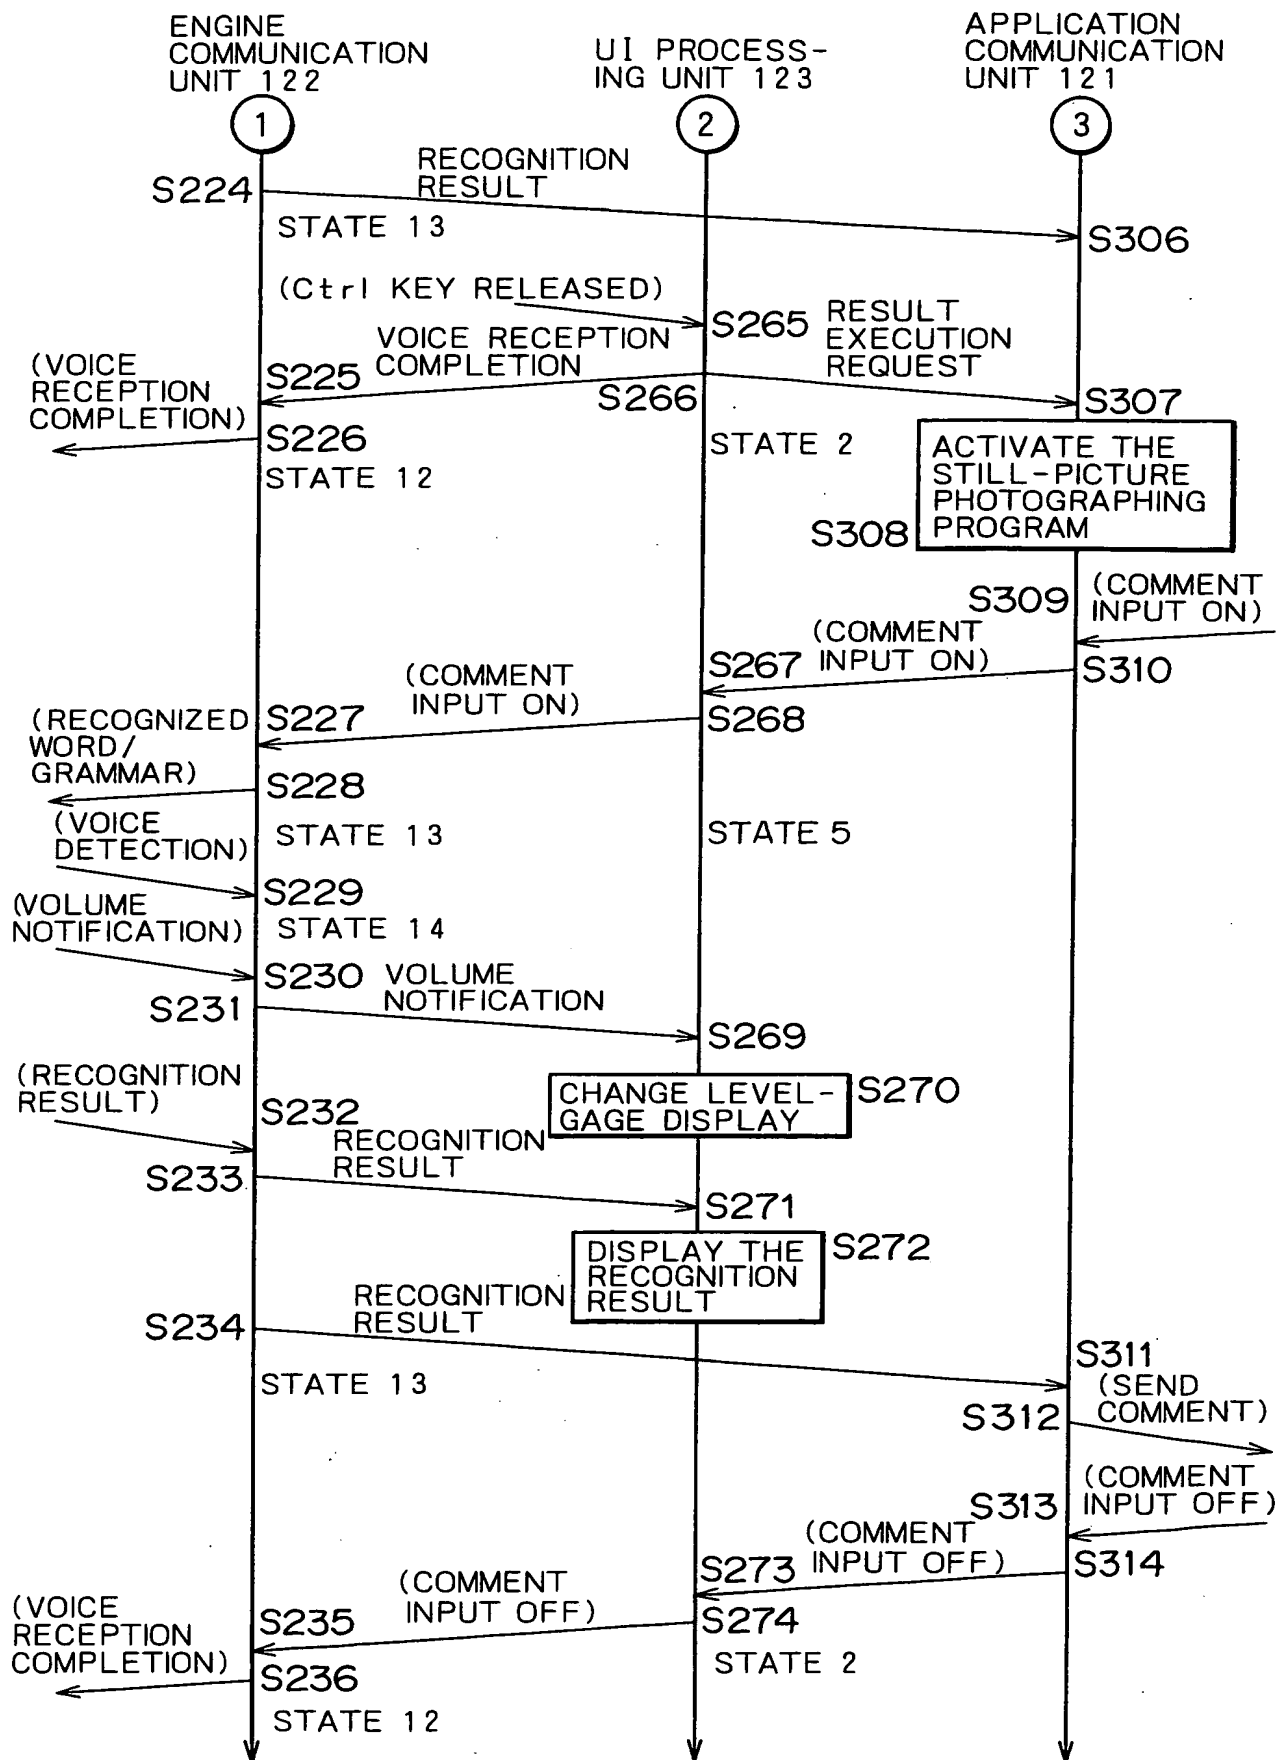 ENGINE
COMMUNICATION
UNIT 122
UI PROCESS-
ING UNIT 123
APPLICATION
COMMUNICATION
UNIT 121
1
2
3
RECOGNITION
RESULT
S224
STATE 13
S306
(Ctrl KEY RELEASED)
S265
RESULT
EXECUTION
REQUEST
VOICE RECEPTION
COMPLETION
(VOICE
RECEPTION
COMPLETION)
S225
S266
S307
S226
STATE 12
STATE 2
ACTIVATE THE
STILL-PICTURE
PHOTOGRAPHING
PROGRAM
S308
S309
(COMMENT
INPUT ON)
(COMMENT
INPUT ON)
S267
S310
(COMMENT
INPUT ON)
S227
S268
(RECOGNIZED
WORD/
GRAMMAR)
S228
(VOICE
DETECTION)
STATE 13
STATE 5
S229
(VOLUME
NOTIFICATION)
STATE 14
S230
VOLUME
NOTIFICATION
S231
S269
(RECOGNITION
RESULT)
CHANGE LEVEL-
GAGE DISPLAY
S270
S232
RECOGNITION
RESULT
S233
S271
DISPLAY THE
RECOGNITION
RESULT
S272
RECOGNITION
RESULT
S234
S311
STATE 13
(SEND
COMMENT)
S312
(COMMENT
INPUT OFF)
S313
(COMMENT
INPUT OFF)
S273
S314
(COMMENT
INPUT OFF)
S235
S274
(VOICE
RECEPTION
COMPLETION)
STATE 2
S236
STATE 12